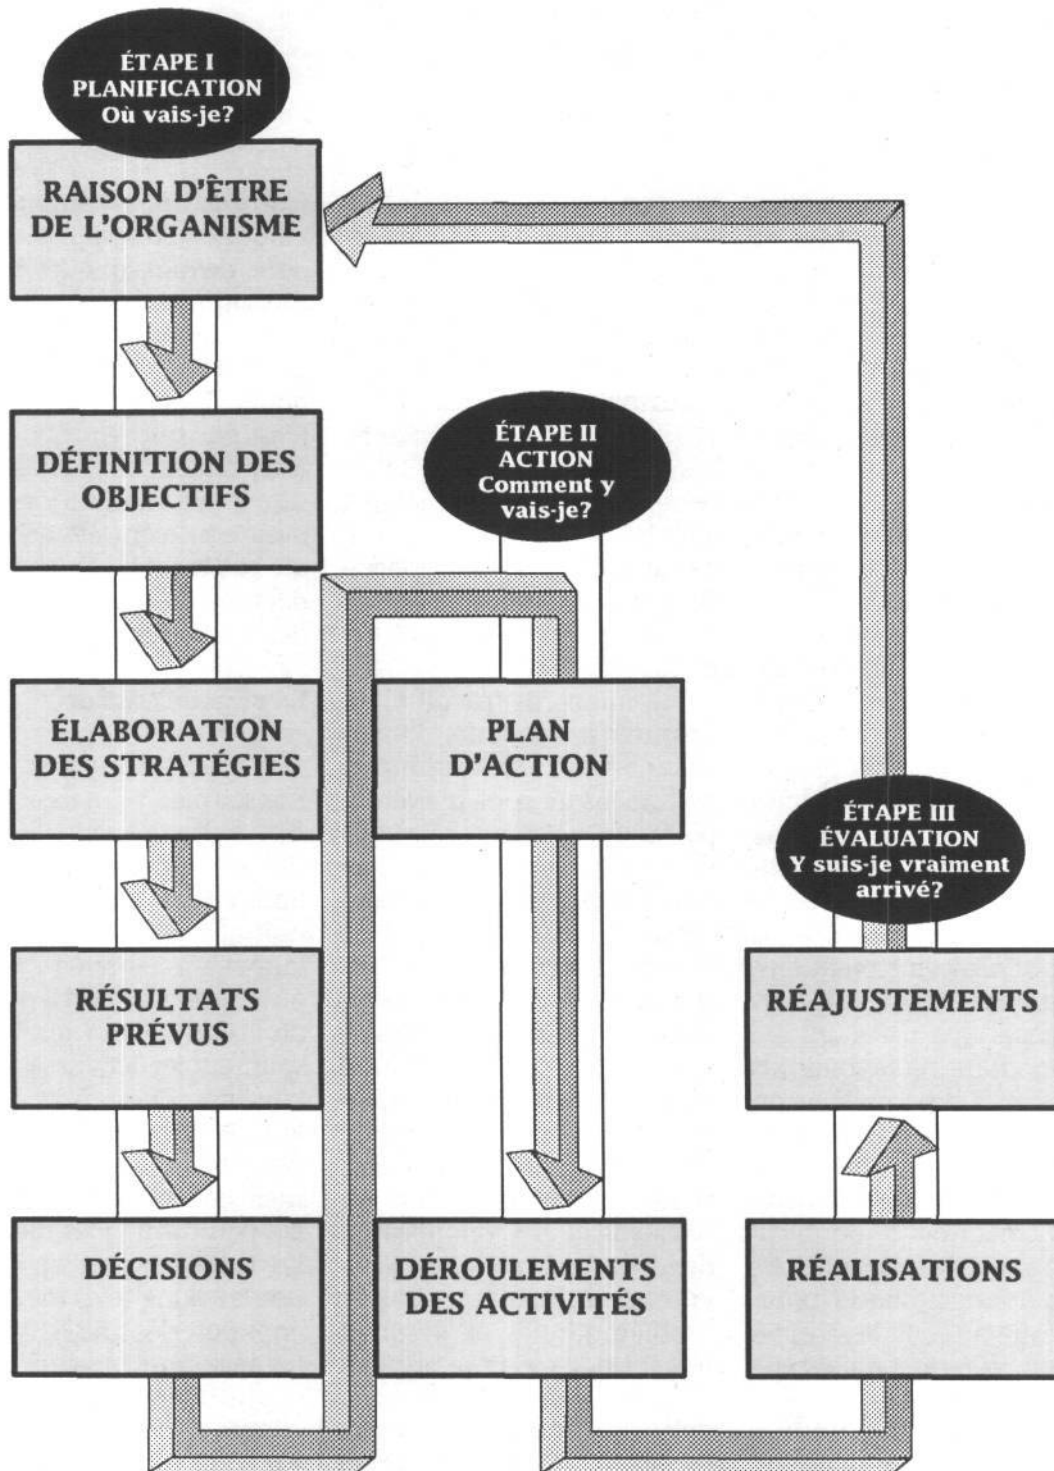 ÉTAPE I
PLANIFICATION
Où vais-je?
RAISON D'ÊTRE
DE L'ORGANISME
DÉFINITION DES
OBJECTIFS
ÉLABORATION
DES STRATÉGIES
RÉSULTATS
PRÉVUS
DÉCISIONS
ÉTAPE II
ACTION
Comment y
vais-je?
PLAN
D'ACTION
DÉROULEMENTS
DES ACTIVITÉS
ÉTAPE III
ÉVALUATION
Y suis-je vraiment
arrivé?
RÉAJUSTEMENTS
RÉALISATIONS